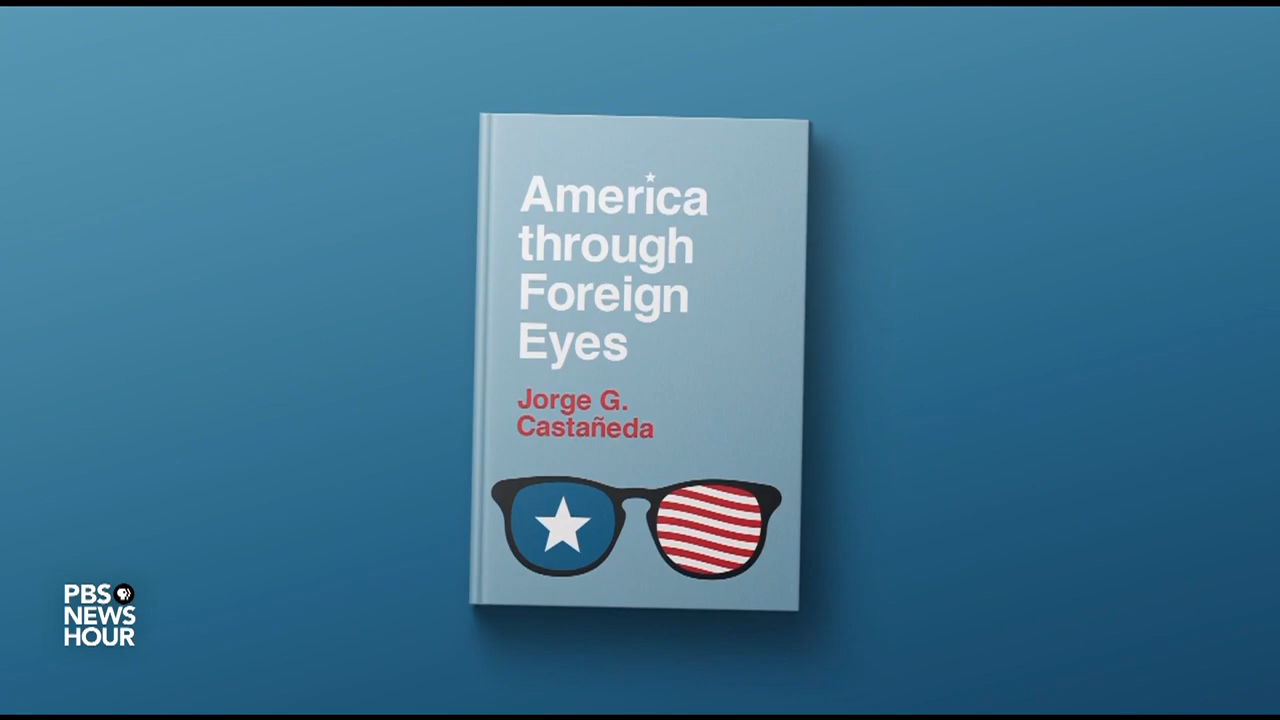 America
through
Foreign
Eyes
Jorge G.
Castañeda
PBS
NEWS
HOUR